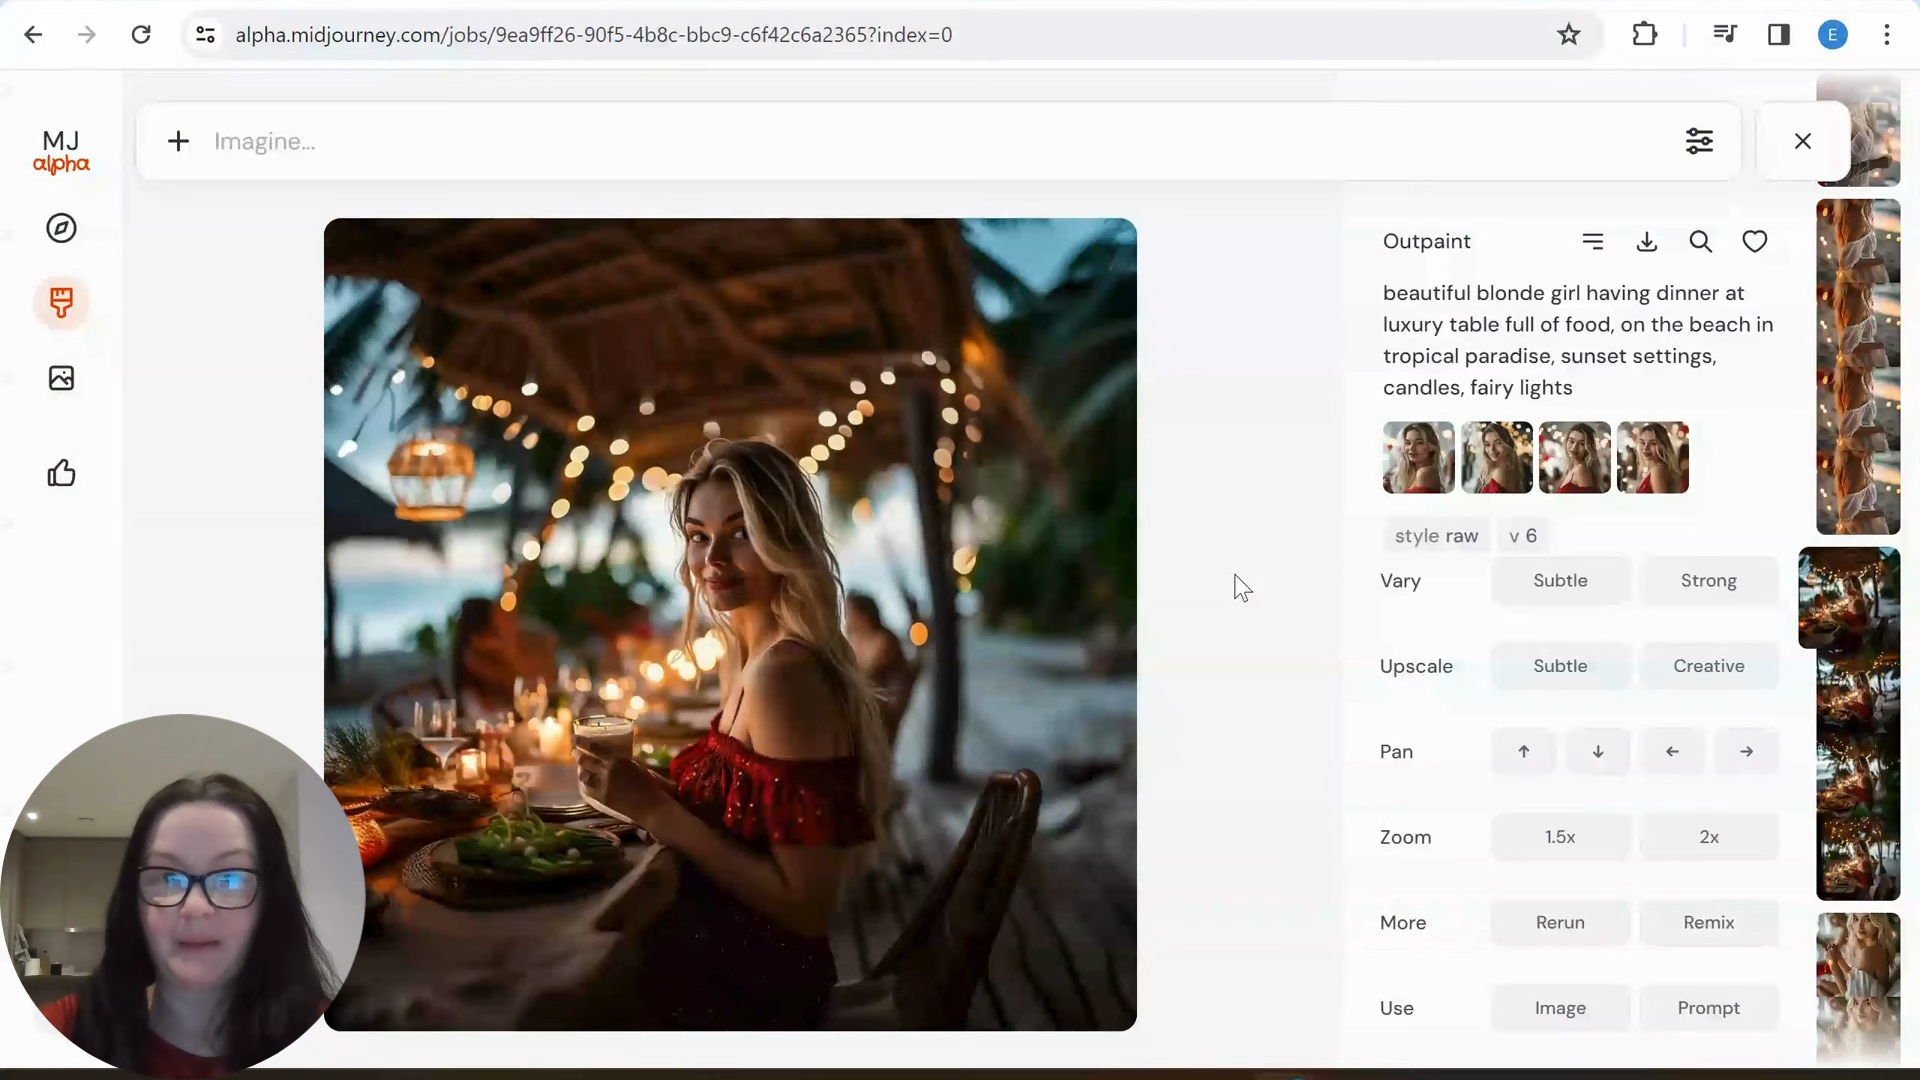 alpha.midjourney.com/jobs/9ea9ff26-90f5-4b8c-bbc9-c6f42c6a2365?index=0
E
MJ
alpha
Imagine...
Outpaint
beautiful blonde girl having dinner at
luxury table full of food, on the beach in
tropical paradise, sunset settings,
candles, fairy lights
style raw v 6
Vary Subtle Strong
Upscale Subtle Creative
Pan
Zoom 1.5x 2x
More Rerun Remix
Use Image Prompt